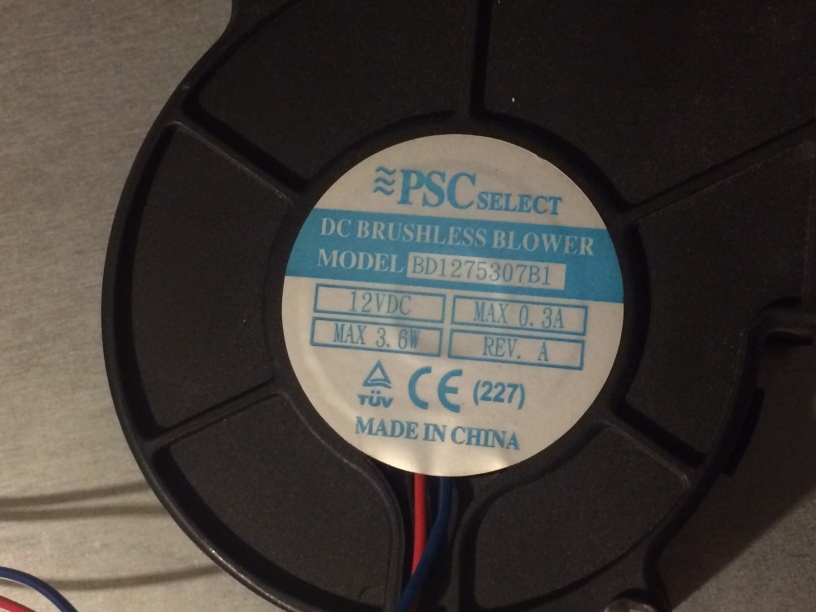 PSC SELECT
DC BRUSHLESS BLOWER
MODEL BD1275307B1
12VDC MAX 0.3A
MAX 3.6W REV. A
TÜV CE (227)
MADE IN CHINA